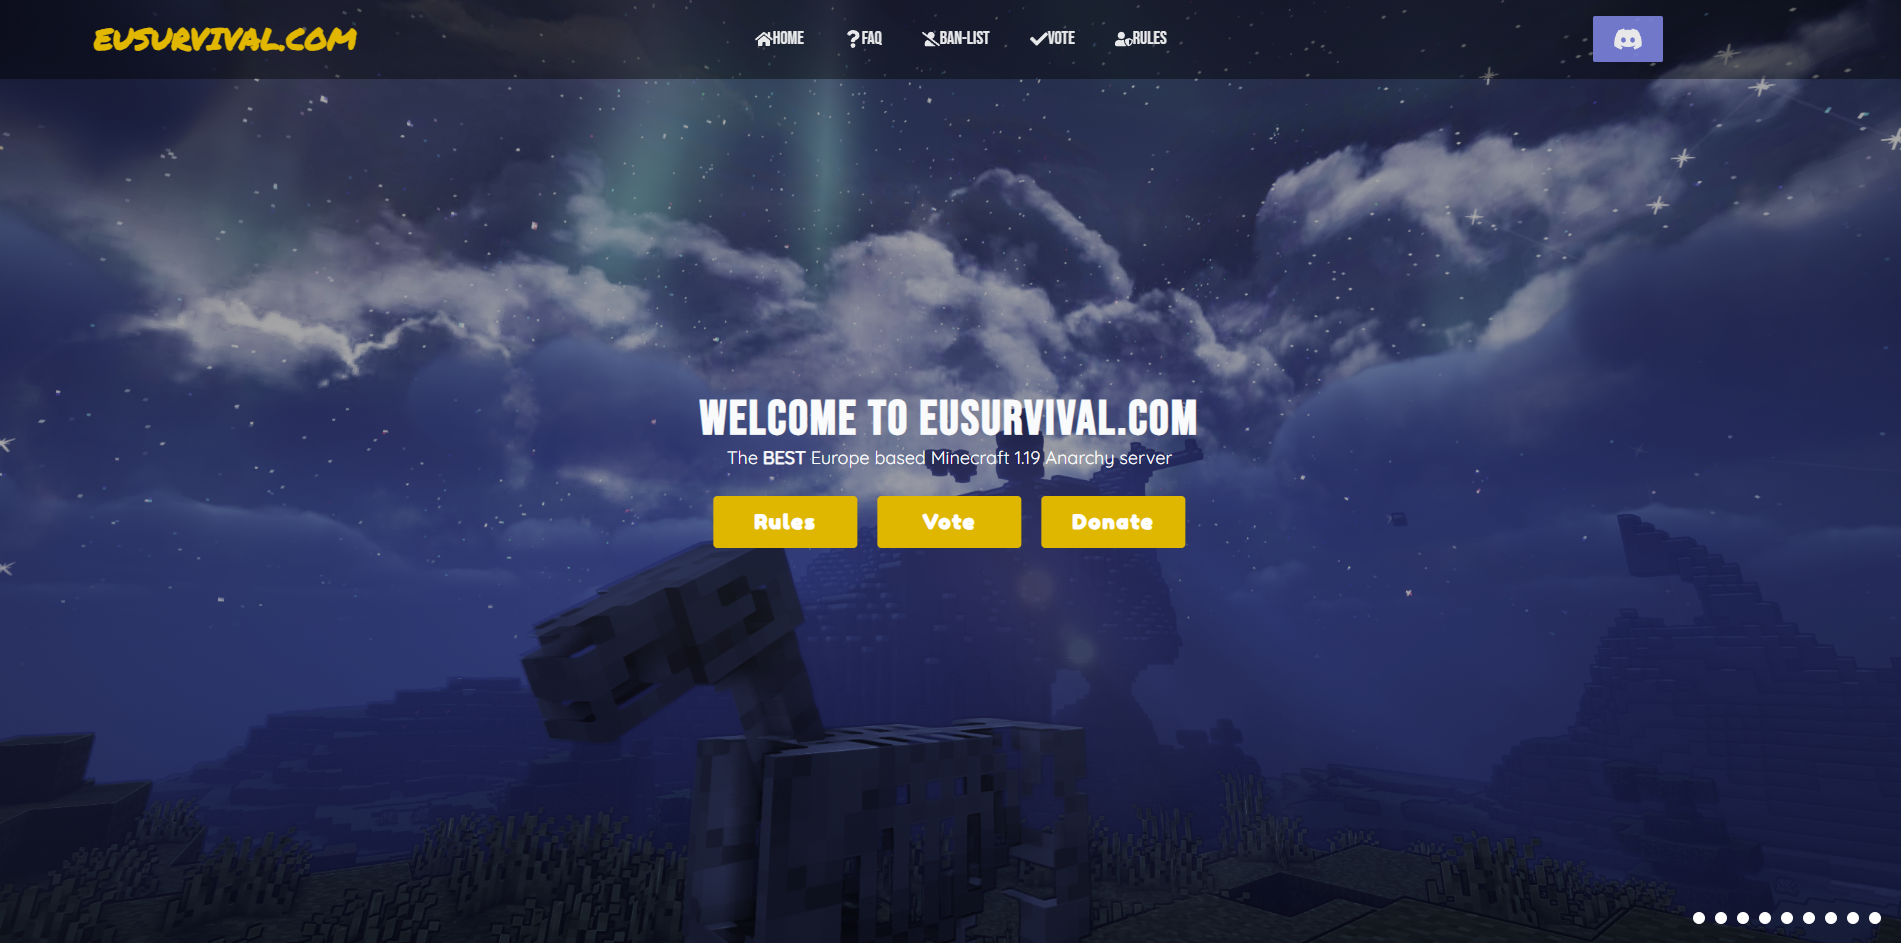 EUSURVIVAL.COM
HOME
FAQ
BAN-LIST
VOTE
RULES
WELCOME TO EUSURVIVAL.COM
The BEST Europe based Minecraft 1.19 Anarchy server
Rules
Vote
Donate